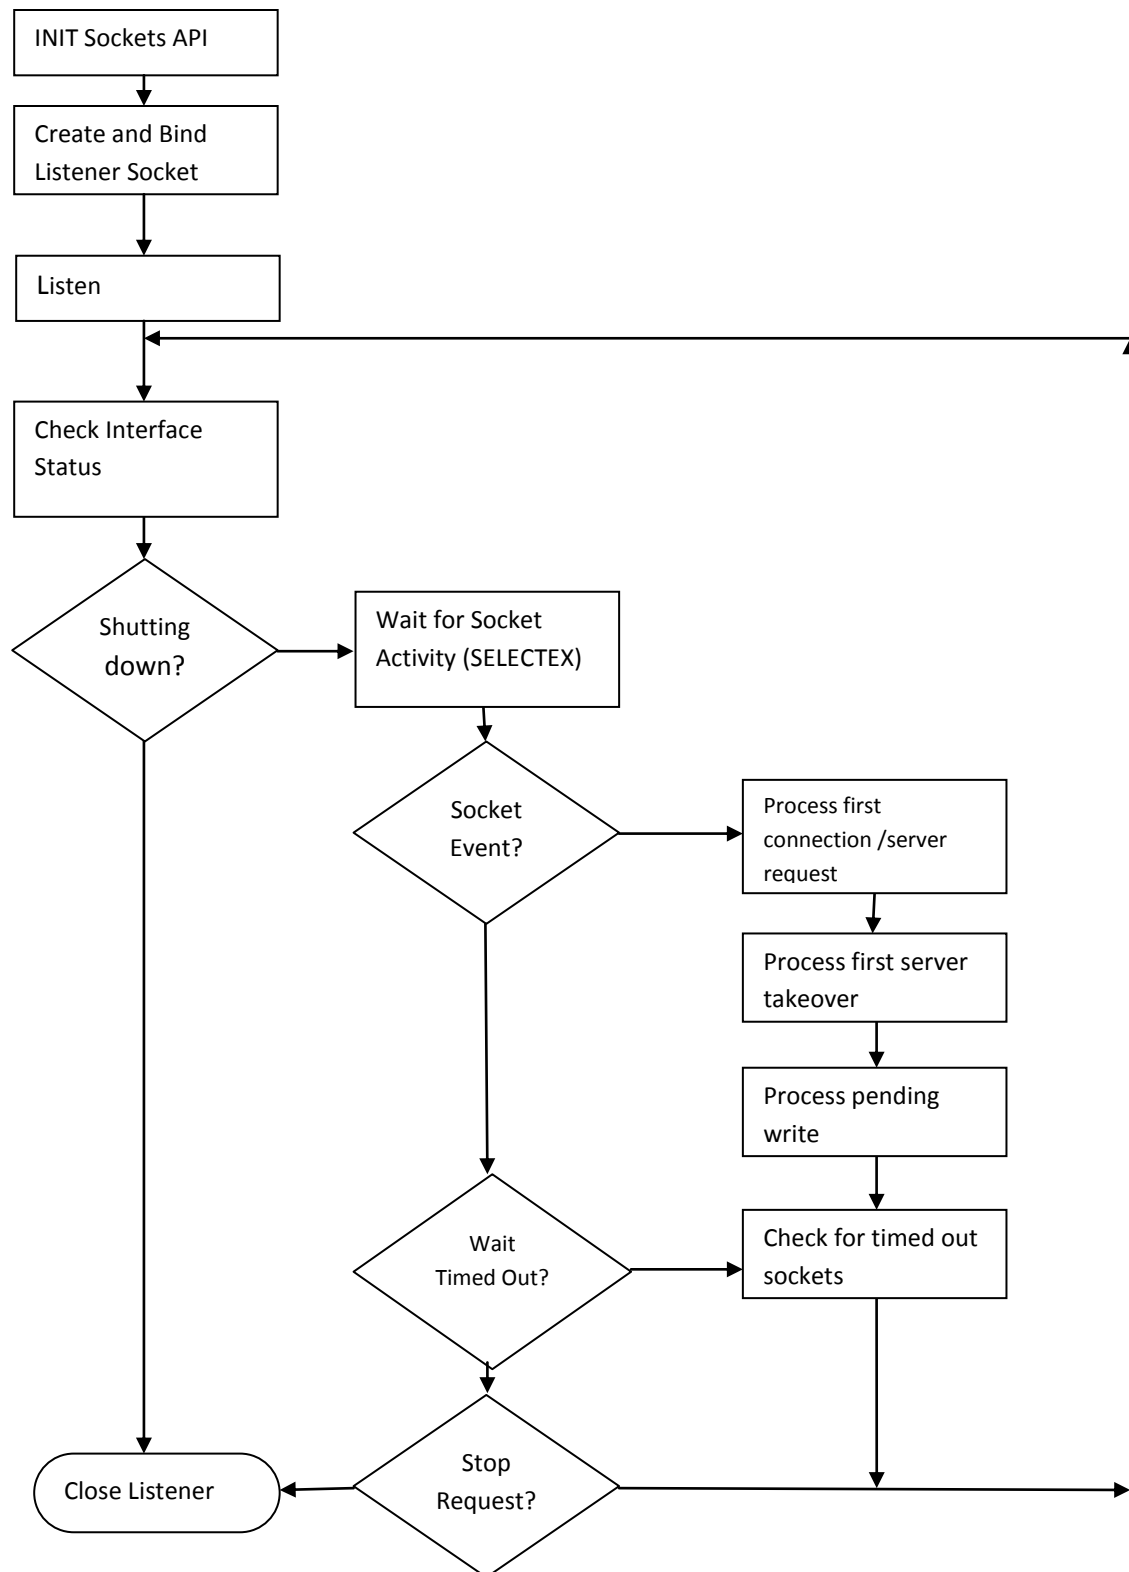 INIT Sockets API
Create and Bind
Listener Socket
Listen
Check Interface
Status
Shutting
down?
Wait for Socket
Activity (SELECTEX)
Socket
Event?
Process first
connection /server
request
Process first server
takeover
Process pending
write
Wait
Timed Out?
Check for timed out
sockets
Stop
Request?
Close Listener